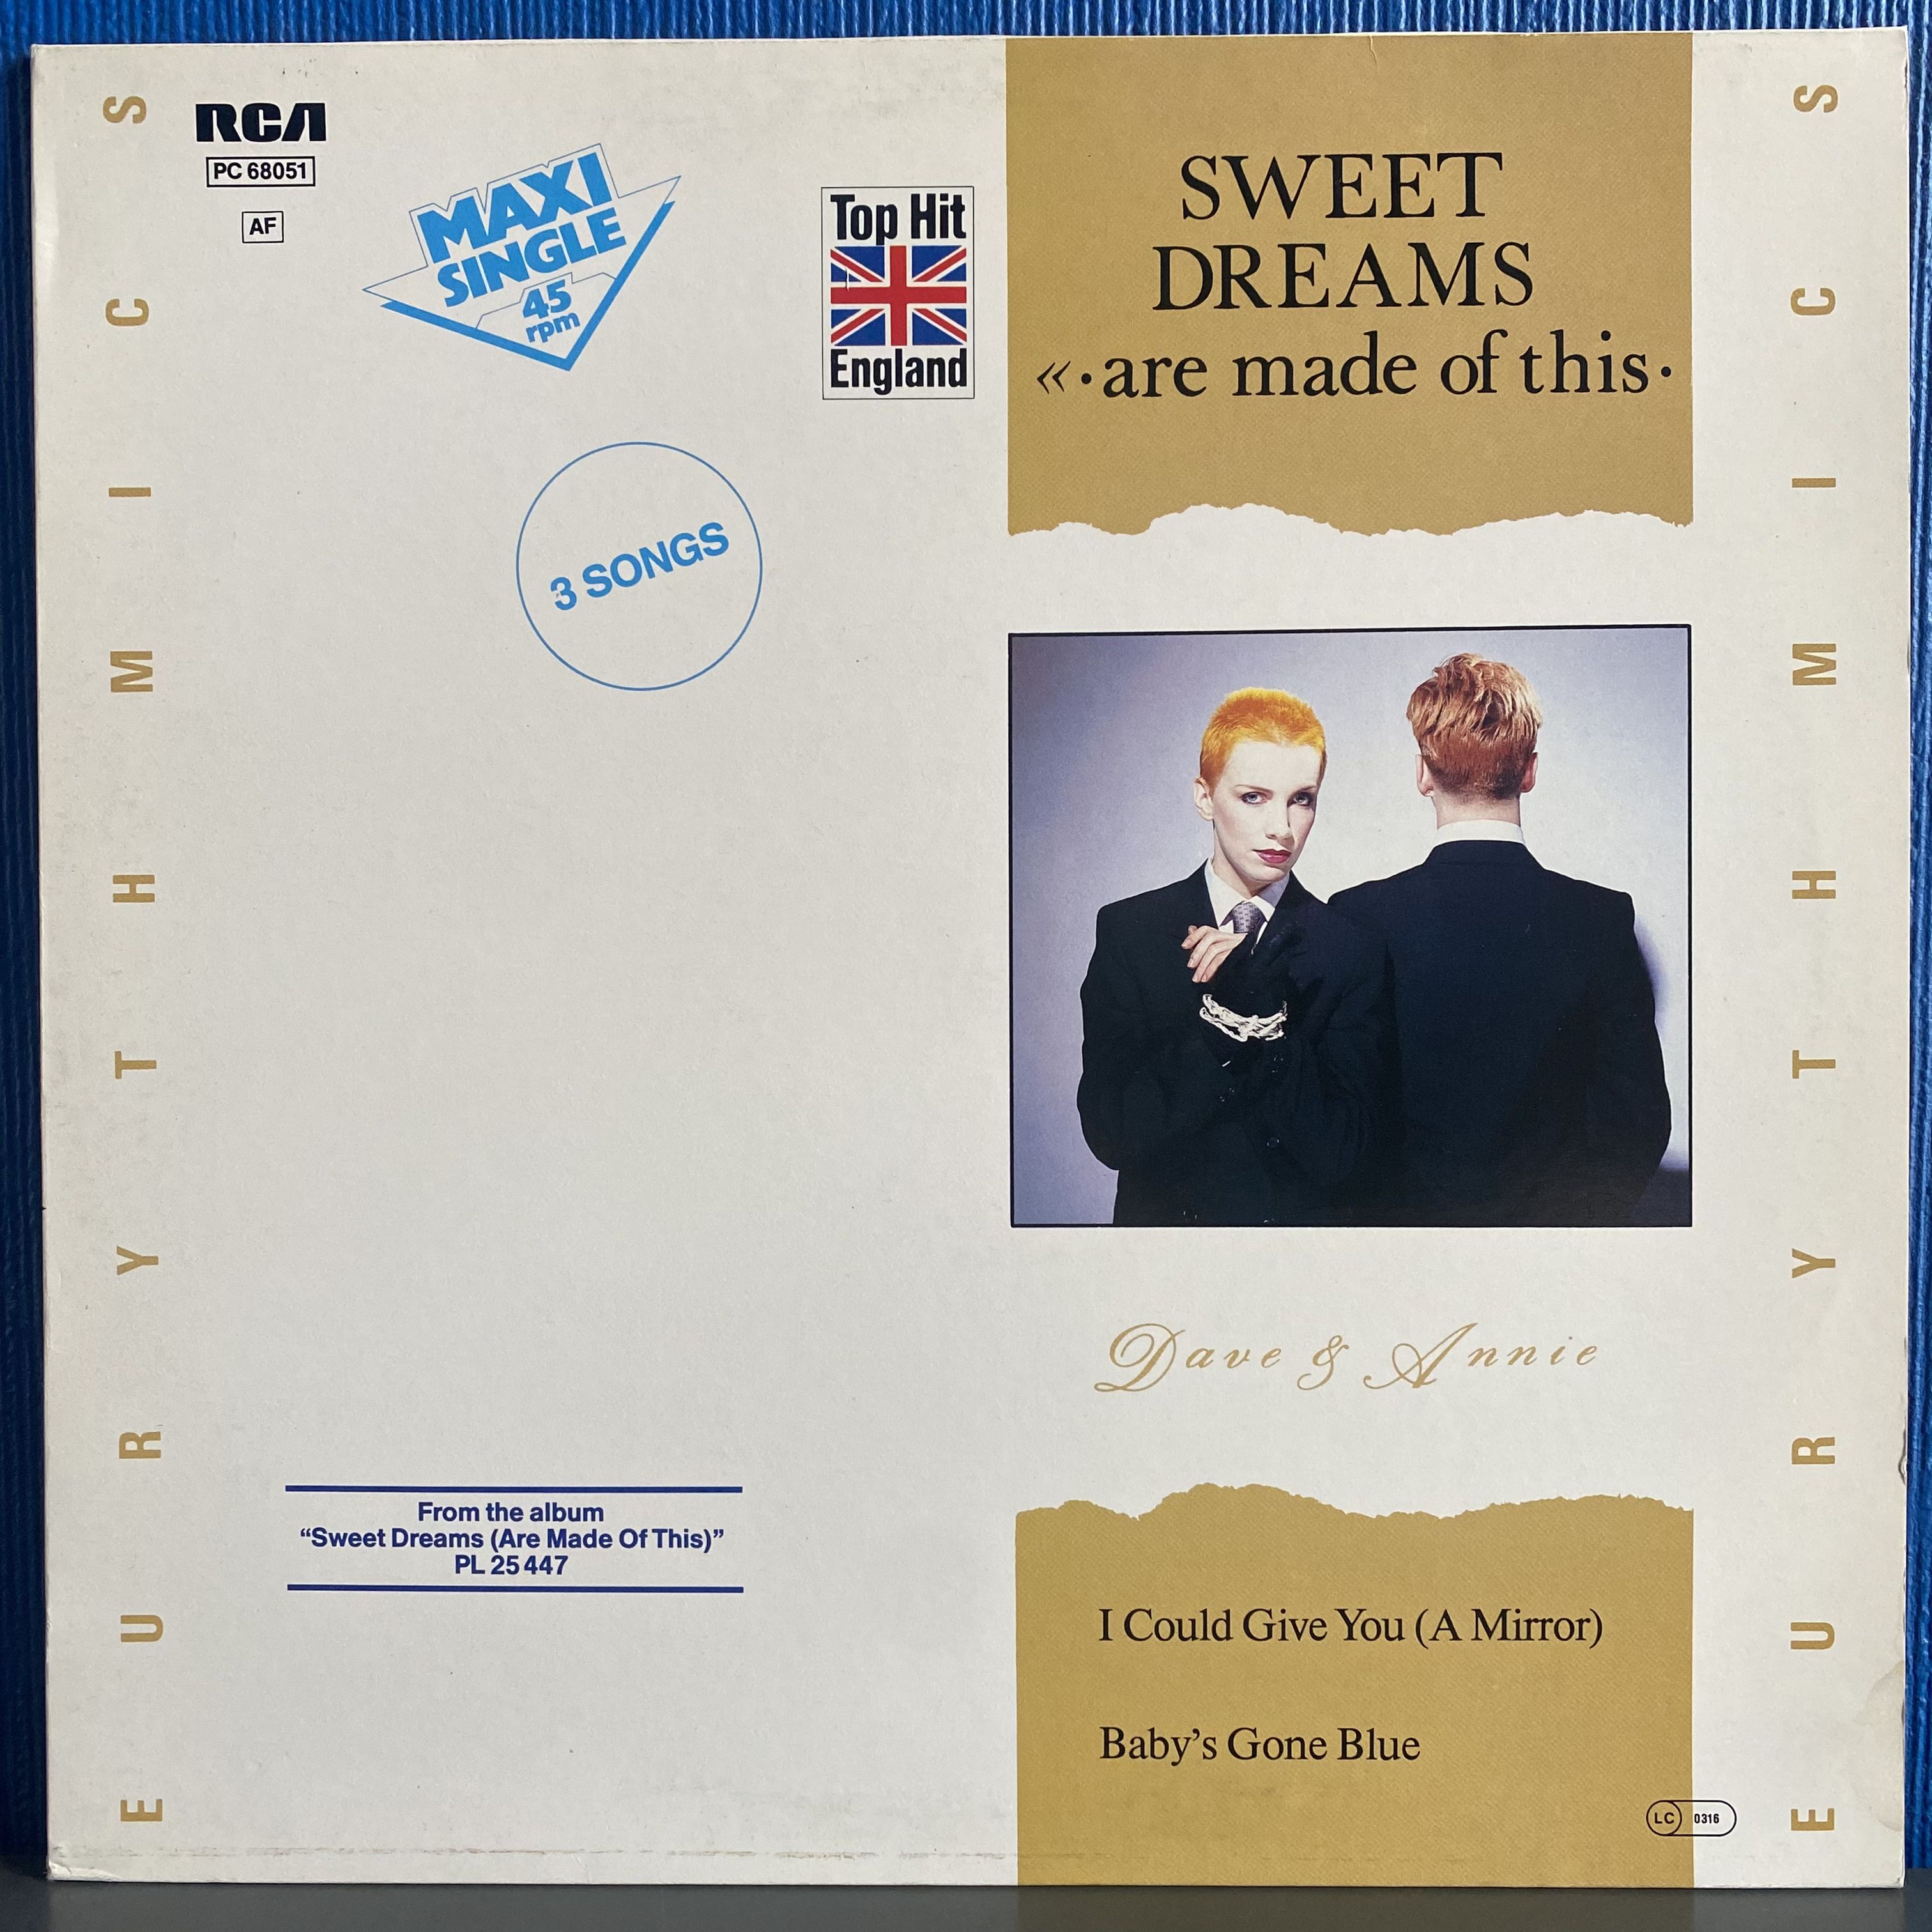 EURYTHMICS
RCA
PC 68051
AF
MAXI
SINGLE
45
rpm
Top Hit
England
3 SONGS
From the album
“Sweet Dreams (Are Made Of This)”
PL 25 447
SWEET
DREAMS
«·are made of this·
Dave & Annie
I Could Give You (A Mirror)
Baby’s Gone Blue
LC 0316
EURYTHMICS